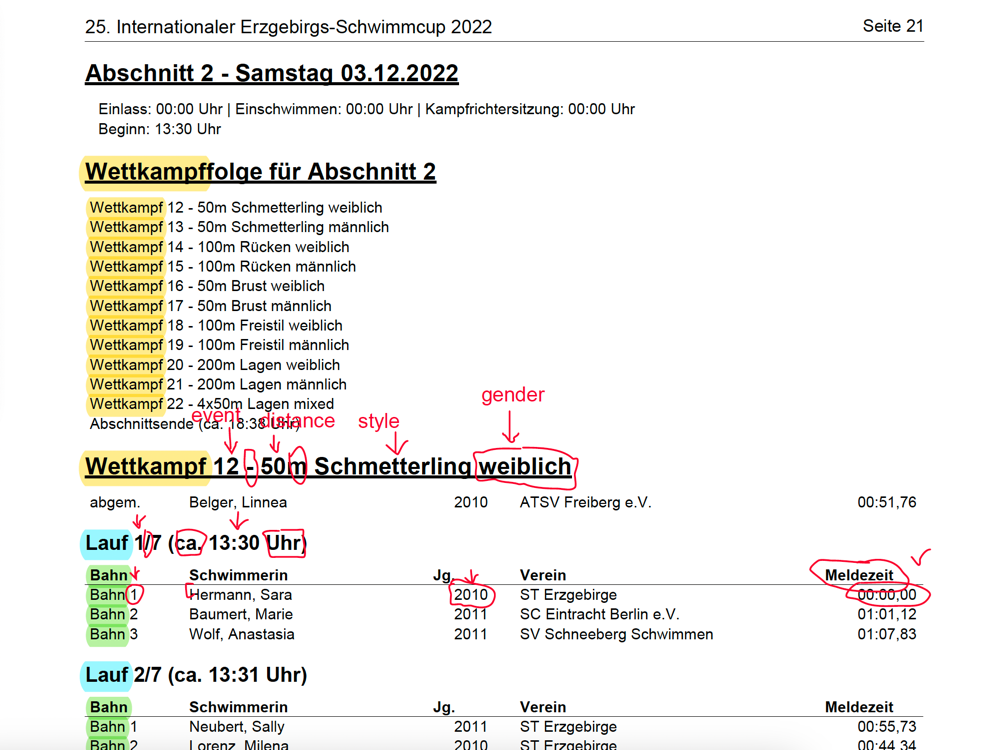 25. Internationaler Erzgebirgs-Schwimmcup 2022 Seite 21
Abschnitt 2 - Samstag 03.12.2022
Einlass: 00:00 Uhr | Einschwimmen: 00:00 Uhr | Kampfrichtersitzung: 00:00 Uhr
Beginn: 13:30 Uhr
Wettkampffolge für Abschnitt 2
Wettkampf 12 - 50m Schmetterling weiblich
Wettkampf 13 - 50m Schmetterling männlich
Wettkampf 14 - 100m Rücken weiblich
Wettkampf 15 - 100m Rücken männlich
Wettkampf 16 - 50m Brust weiblich
Wettkampf 17 - 50m Brust männlich
Wettkampf 18 - 100m Freistil weiblich
Wettkampf 19 - 100m Freistil männlich
Wettkampf 20 - 200m Lagen weiblich
Wettkampf 21 - 200m Lagen männlich
Wettkampf 22 - 4x50m Lagen mixed
Abschnittsende (ca. 18:38 Uhr)
event distance style gender
Wettkampf 12 - 50m Schmetterling weiblich
abgem. Belger, Linnea 2010 ATSV Freiberg e.V. 00:51,76
Lauf 1/7 (ca. 13:30 Uhr)
Bahn Schwimmerin Jg. Verein Meldezeit
Bahn 1 Hermann, Sara 2010 ST Erzgebirge 00:00,00
Bahn 2 Baumert, Marie 2011 SC Eintracht Berlin e.V. 01:01,12
Bahn 3 Wolf, Anastasia 2011 SV Schneeberg Schwimmen 01:07,83
Lauf 2/7 (ca. 13:31 Uhr)
Bahn Schwimmerin Jg. Verein Meldezeit
Bahn 1 Neubert, Sally 2011 ST Erzgebirge 00:55,73
Bahn 2 Lorenz, Milena 2010 ST Erzgebirge 00:44,34